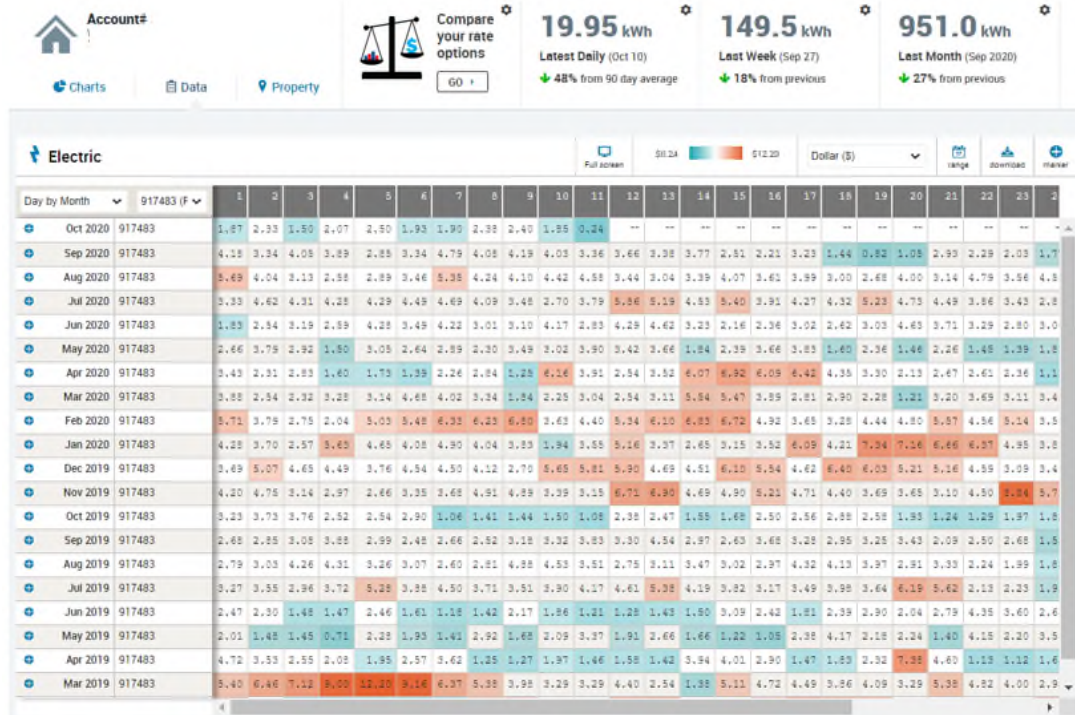 Account#
Compare
your rate
options
GO ›
19.95 kWh
Latest Daily (Oct 10)
48% from 90 day average
149.5 kWh
Last Week (Sep 27)
18% from previous
951.0 kWh
Last Month (Sep 2020)
27% from previous
Charts Data Property
Electric
Full screen
$0.24 $12.20
Dollar ($)
range download marker
Day by Month 917483 (F 1 2 3 4 5 6 7 8 9 10 11 12 13 14 15 16 17 18 19 20 21 22 23 2
Oct 2020 917483 1.87 2.33 1.50 2.07 2.50 1.93 1.90 2.38 2.40 1.85 0.24 -- -- -- -- -- -- -- -- -- -- -- --
Sep 2020 917483 4.18 3.34 4.08 3.89 2.85 3.34 4.79 4.08 4.19 4.03 3.36 3.66 3.38 3.77 2.51 2.21 3.23 1.44 0.82 1.08 2.93 2.29 2.03 1.7
Aug 2020 917483 5.69 4.04 3.13 2.58 2.89 3.46 5.35 4.24 4.10 4.42 4.58 3.44 3.04 3.39 4.07 3.61 3.99 3.00 2.68 4.00 3.14 4.79 3.56
Jul 2020 917483 3.33 4.62 4.31 4.28 4.29 4.49 4.69 4.09 3.48 2.70 3.79 5.86 5.19 4.53 5.40 3.91 4.27 4.32 5.23 4.73 4.49 3.86 3.43 2.8
Jun 2020 917483 1.83 2.54 3.19 2.59 4.28 3.49 4.22 3.01 3.10 4.17 2.83 4.29 4.62 3.23 2.16 2.36 3.02 2.62 3.03 4.63 3.71 3.29 2.80 3.0
May 2020 917483 2.66 3.79 2.92 1.80 3.05 2.64 2.89 2.30 3.49 3.02 3.90 3.42 3.66 1.84 2.39 3.66 3.83 1.60 2.36 1.46 2.26 1.45 1.39 1.8
Apr 2020 917483 3.43 2.31 2.83 1.60 1.73 1.39 2.26 2.84 1.28 6.16 3.91 2.54 3.52 6.07 6.92 6.09 6.42 4.35 3.30 2.13 2.67 2.61 2.36 1.1
Mar 2020 917483 3.88 2.54 2.32 3.28 3.14 4.68 4.02 3.34 1.84 2.25 3.04 2.54 3.11 5.54 5.47 3.89 2.81 2.90 2.28 1.21 3.20 3.69 3.11 3.4
Feb 2020 917483 5.71 3.79 2.75 2.04 5.03 5.48 6.33 6.23 6.80 3.63 4.40 5.34 6.10 6.83 6.72 4.92 3.65 3.28 4.44 4.80 5.57 4.56 5.14 3.5
Jan 2020 917483 4.28 3.70 2.57 5.63 4.65 4.08 4.90 4.04 3.83 1.94 3.55 5.16 3.37 2.65 3.15 3.52 6.09 4.21 7.34 7.16 6.66 6.37 4.95 3.8
Dec 2019 917483 3.69 5.07 4.65 4.49 3.76 4.54 4.50 4.12 2.70 5.65 5.81 5.90 4.69 4.51 6.10 5.54 4.62 6.40 6.03 5.21 5.16 4.59 3.09 3.4
Nov 2019 917483 4.20 4.75 3.14 2.97 2.66 3.35 3.68 4.91 4.89 3.39 3.15 6.71 6.90 4.69 4.90 5.21 4.71 4.40 3.69 3.65 3.10 4.50 5.7
Oct 2019 917483 3.23 3.73 3.76 2.52 2.54 2.90 1.06 1.41 1.44 1.50 1.08 2.38 2.47 1.55 1.68 2.50 2.56 2.88 2.58 1.93 1.24 1.29 1.97 1.8
Sep 2019 917483 2.68 2.85 3.08 3.88 2.99 2.48 2.66 2.52 3.18 3.32 3.83 3.30 4.54 2.97 2.63 3.68 3.28 2.95 3.25 3.43 2.09 2.50 2.68 1.5
Aug 2019 917483 2.79 3.03 4.26 4.31 3.26 3.07 2.60 2.81 4.38 4.53 3.51 2.75 3.11 3.47 3.02 2.97 4.32 4.13 3.97 2.91 3.33 2.24 1.99 1.8
Jul 2019 917483 3.27 3.55 2.96 3.72 5.28 3.88 4.50 3.71 3.51 3.90 4.17 4.61 5.38 4.19 3.82 3.17 3.49 3.98 3.64 6.19 5.62 2.13 2.23 1.9
Jun 2019 917483 2.47 2.30 1.48 1.47 2.46 1.61 1.18 1.42 2.17 1.86 1.21 1.28 1.43 1.50 3.09 2.42 1.81 2.39 2.90 2.04 2.79 4.35 3.60 2.6
May 2019 917483 2.01 1.48 1.45 0.71 2.28 1.93 1.41 2.92 1.68 2.09 3.37 1.91 2.66 1.66 1.22 1.05 2.38 4.17 2.18 2.24 1.40 4.15 2.20 3.5
Apr 2019 917483 4.72 3.53 2.55 2.08 1.95 2.57 3.62 1.25 1.27 1.97 1.46 1.58 1.42 3.94 4.01 2.90 1.47 1.83 2.32 7.38 4.60 1.13 1.12 1.6
Mar 2019 917483 5.40 6.46 7.12 9.00 12.20 9.16 6.37 5.38 3.98 3.29 3.29 4.40 2.54 1.38 5.11 4.72 4.49 3.86 4.09 3.29 5.38 4.82 4.00 2.9